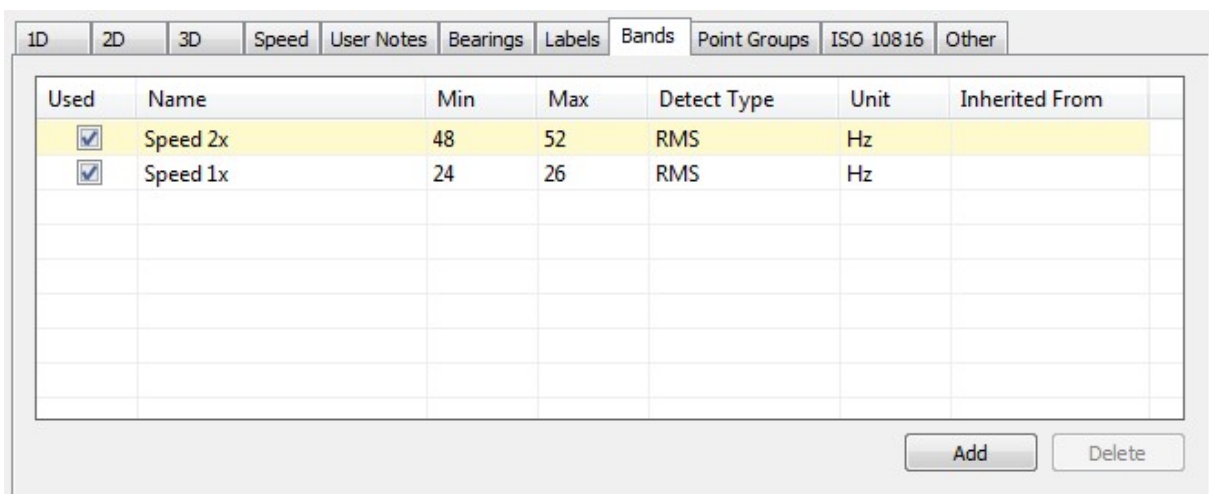 1D 2D 3D Speed User Notes Bearings Labels Bands Point Groups ISO 10816 Other
Used Name Min Max Detect Type Unit Inherited From
Speed 2x 48 52 RMS Hz
Speed 1x 24 26 RMS Hz
Add Delete